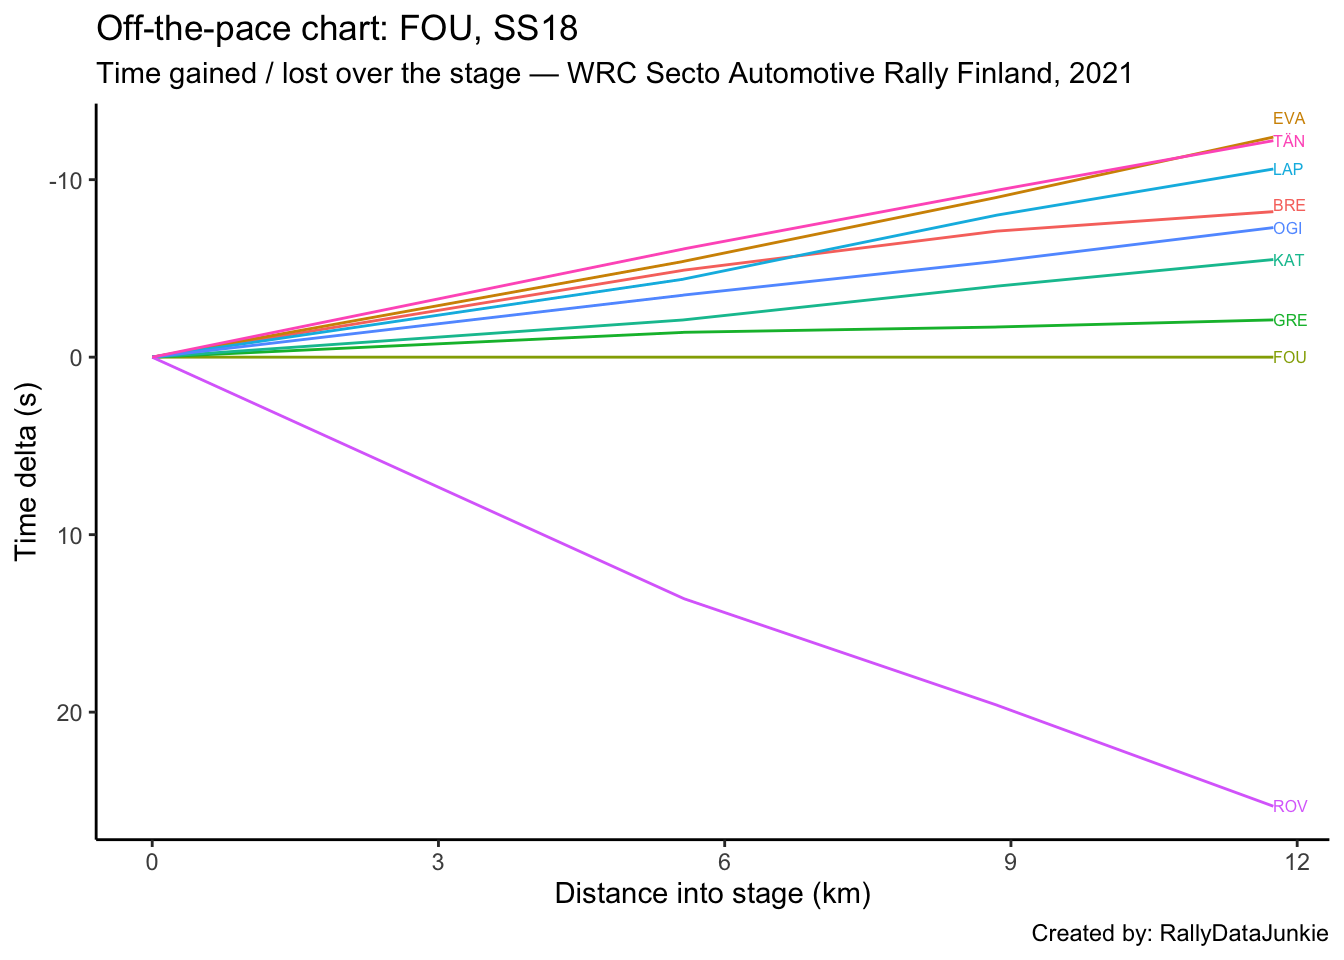 Off-the-pace chart: FOU, SS18
Time gained / lost over the stage — WRC Secto Automotive Rally Finland, 2021
EVA
TÄN
-10
LAP
BRE
OGI
KAT
GRE
0
FOU
Time delta (s)
10
20
ROV
0 3 6 9 12
Distance into stage (km)
Created by: RallyDataJunkie